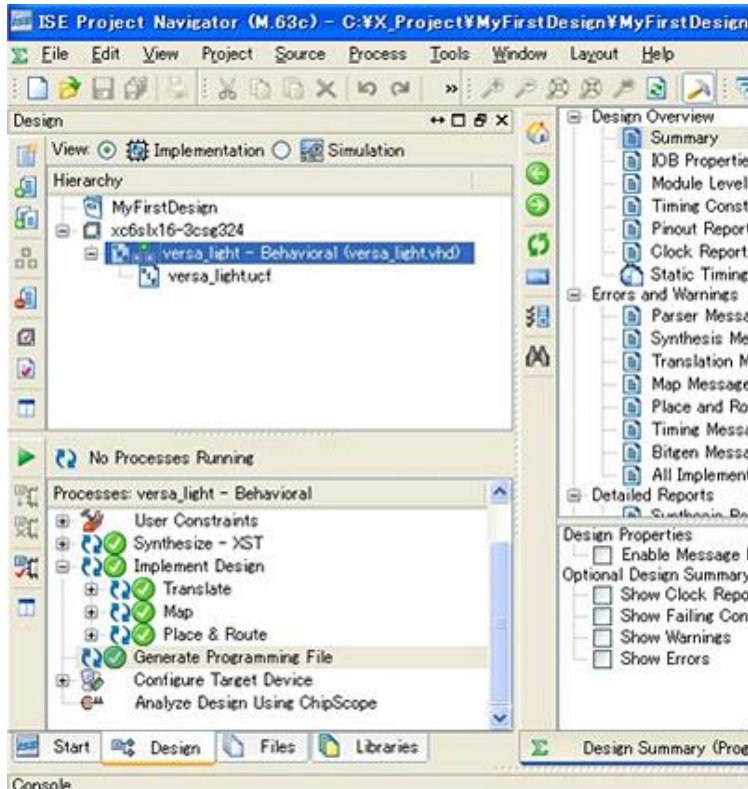 ISE Project Navigator (M.63c) - C:¥X_Project¥MyFirstDesign¥MyFirstDesign
File Edit View Project Source Process Tools Window Layout Help
Design
View: Implementation Simulation
Hierarchy
MyFirstDesign
xc6slx16-3csg324
versa_light - Behavioral (versa_light.vhd)
versa_light.ucf
No Processes Running
Processes: versa_light - Behavioral
User Constraints
Synthesize - XST
Implement Design
Translate
Map
Place & Route
Generate Programming File
Configure Target Device
Analyze Design Using ChipScope
Start Design Files Libraries
Design Overview
Summary
IOB Propertie
Module Level
Timing Const
Pinout Report
Clock Report
Static Timing
Errors and Warnings
Parser Messa
Synthesis Me
Translation M
Map Message
Place and Ro
Timing Messa
Bitgen Messa
All Implement
Detailed Reports
Synthesis Re
Design Properties
Enable Message
Optional Design Summary
Show Clock Repo
Show Failing Con
Show Warnings
Show Errors
Design Summary (Prog
Console